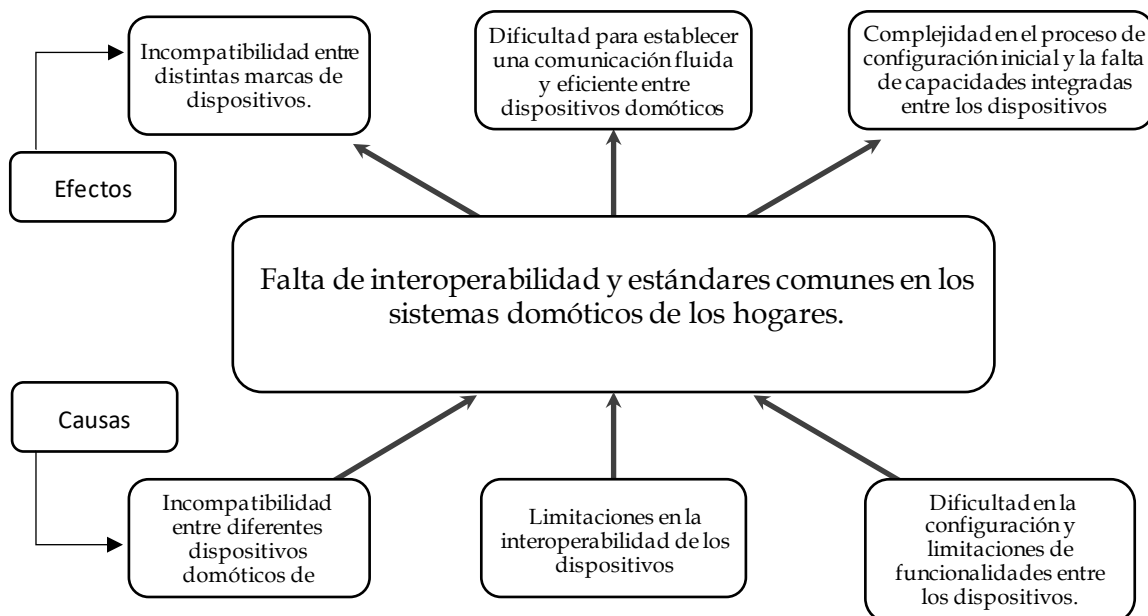 Incompatibilidad entre
distintas marcas de
dispositivos.
Dificultad para establecer
una comunicación fluida
y eficiente entre
dispositivos domóticos
Complejidad en el proceso de
configuración inicial y la falta
de capacidades integradas
entre los dispositivos
Efectos
Falta de interoperabilidad y estándares comunes en los
sistemas domóticos de los hogares.
Causas
Incompatibilidad
entre diferentes
dispositivos
domóticos de
Limitaciones en la
interoperabilidad de los
dispositivos
Dificultad en la
configuración y
limitaciones de
funcionalidades entre
los dispositivos.